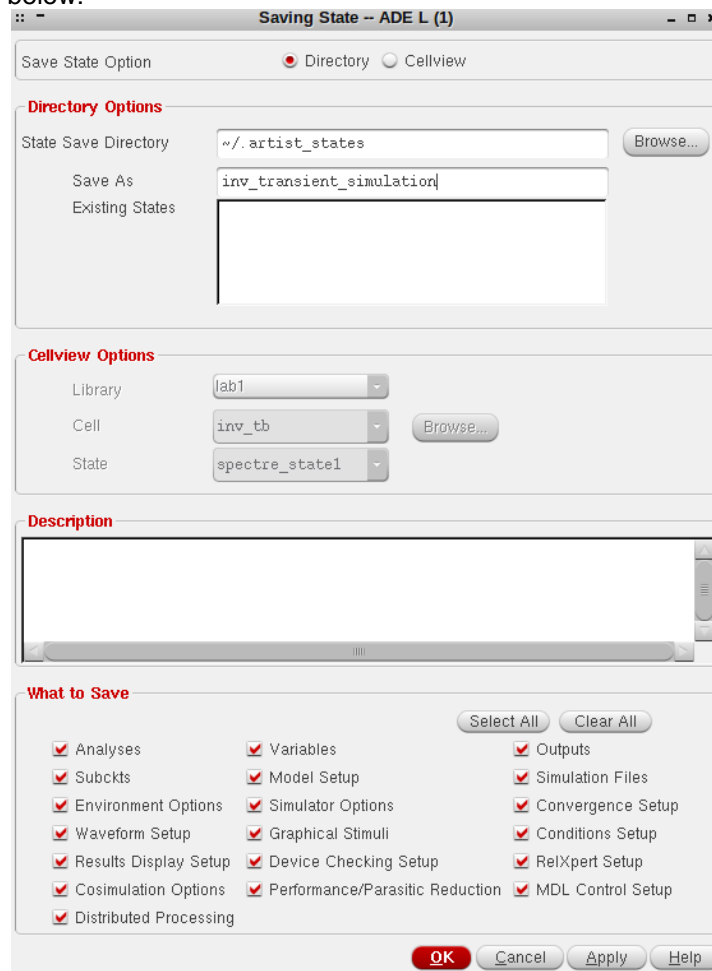 below.
Saving State -- ADE L (1)
Save State Option Directory Cellview
Directory Options
State Save Directory ~/.artist_states Browse...
Save As inv_transient_simulation
Existing States
Cellview Options
Library lab1
Cell inv_tb Browse...
State spectre_state1
Description
What to Save
Select All Clear All
Analyses Variables Outputs
Subckts Model Setup Simulation Files
Environment Options Simulator Options Convergence Setup
Waveform Setup Graphical Stimuli Conditions Setup
Results Display Setup Device Checking Setup RelXpert Setup
Cosimulation Options Performance/Parasitic Reduction MDL Control Setup
Distributed Processing
OK Cancel Apply Help